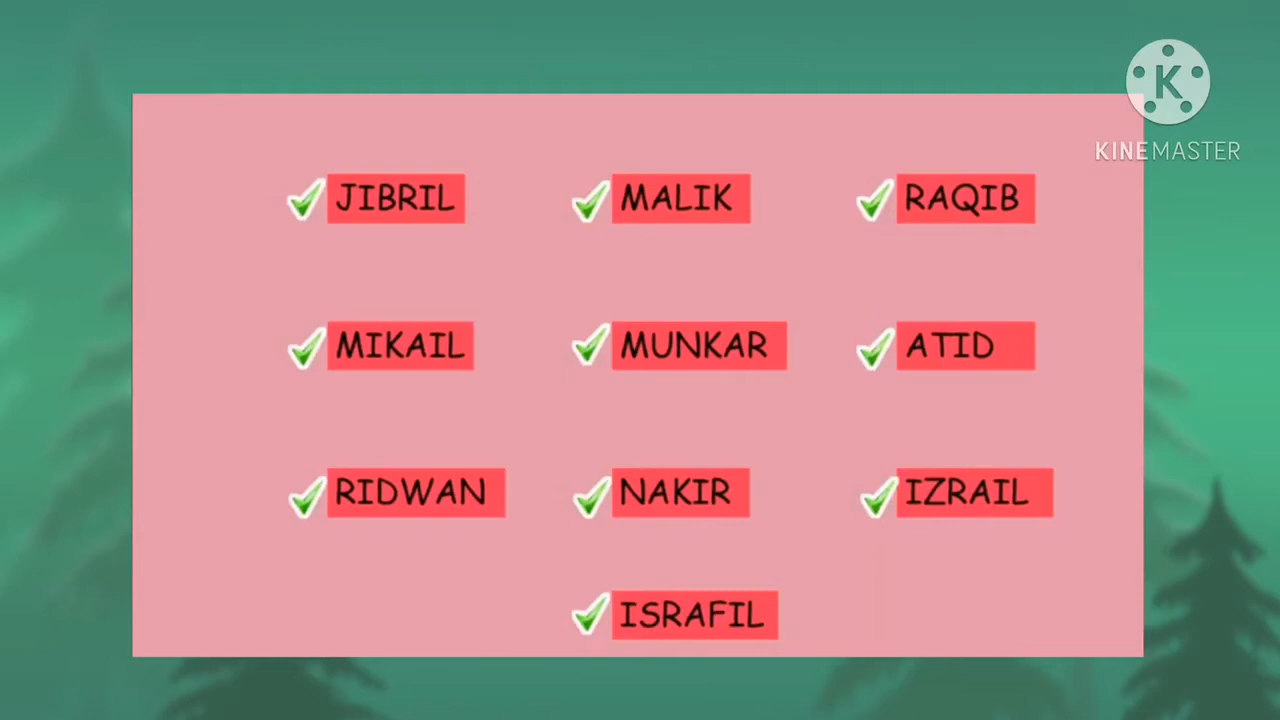 K
KINEMASTER
JIBRIL MALIK RAQIB
MIKAIL MUNKAR ATID
RIDWAN NAKIR IZRAIL
ISRAFIL